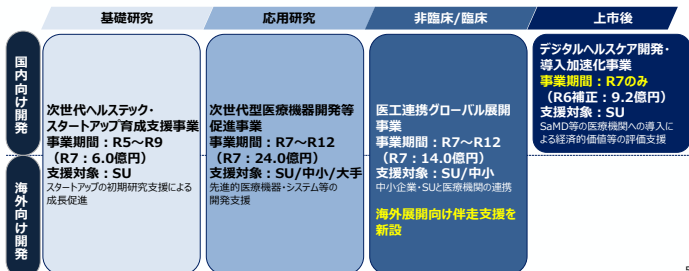 基礎研究
応用研究
非臨床/臨床
上市後
国内向け開発
海外向け開発
次世代ヘルステック・
スタートアップ育成支援事業
事業期間：R5～R9
（R7：6.0億円）
支援対象：SU
スタートアップの初期研究支援による
成長促進
次世代型医療機器開発等
促進事業
事業期間：R7～R12
（R7：24.0億円）
支援対象：SU/中小/大手
先進的医療機器・システム等の
開発支援
医工連携グローバル展開
事業
事業期間：R7～R12
（R7：14.0億円）
支援対象：SU/中小
中小企業・SUと医療機関の連携
海外展開向け伴走支援を
新設
デジタルヘルスケア開発・
導入加速化事業
事業期間：R7のみ
（R6補正：9.2億円）
支援対象：SU
SaMD等の医療機関への導入に
よる経済的価値等の評価支援